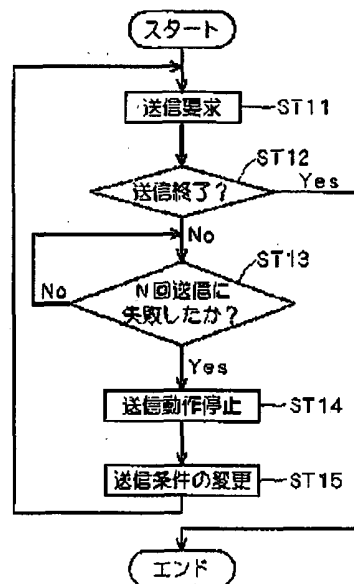 スタート
送信要求
ST11
送信終了?
ST12
Yes
No
N回送信に
失敗したか?
ST13
No
Yes
送信動作停止
ST14
送信条件の変更
ST15
エンド